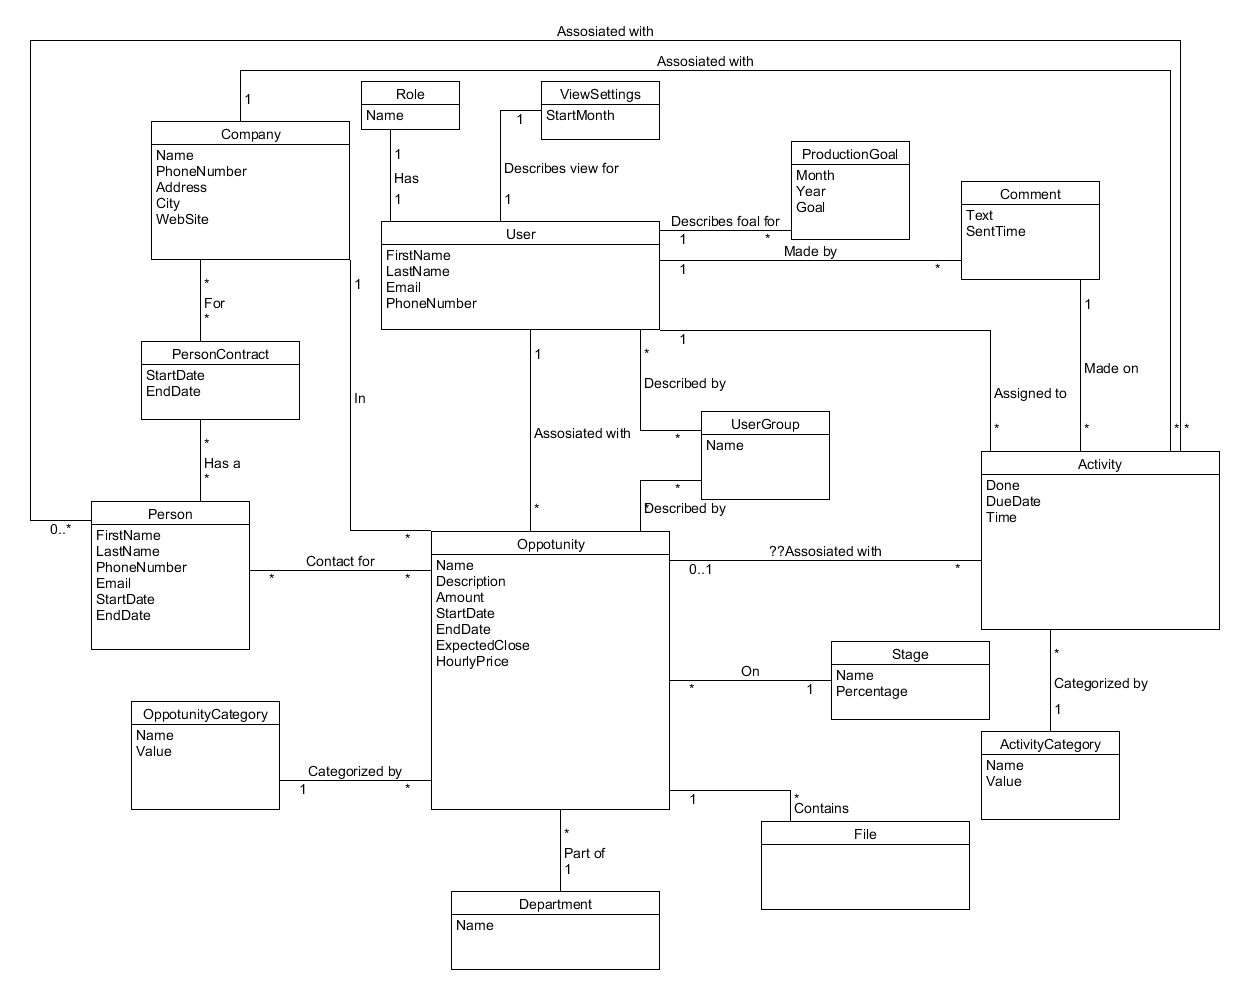 Assosiated with
Assosiated with
1
Role
Name
ViewSettings
StartMonth
1
Company
Name
PhoneNumber
Address
City
WebSite
1
Has
1
Describes view for
1
ProductionGoal
Month
Year
Goal
Comment
Text
SentTime
User
FirstName
LastName
Email
PhoneNumber
Describes foal for
1
*
Made by
1
*
*
For
*
1
In
1
Made on
*
PersonContract
StartDate
EndDate
1
Assosiated with
*
*
Described by
*
1
Assigned to
*
* *
UserGroup
Name
*
Described by
*
*
Has a
*
Activity
Done
DueDate
Time
Person
FirstName
LastName
PhoneNumber
Email
StartDate
EndDate
0..*
Contact for
*
*
*
Oppotunity
Name
Description
Amount
StartDate
EndDate
ExpectedClose
HourlyPrice
??Assosiated with
0..1
*
On
*
1
Stage
Name
Percentage
*
Categorized by
1
OppotunityCategory
Name
Value
Categorized by
1
*
ActivityCategory
Name
Value
1
*
Contains
File
*
Part of
1
Department
Name